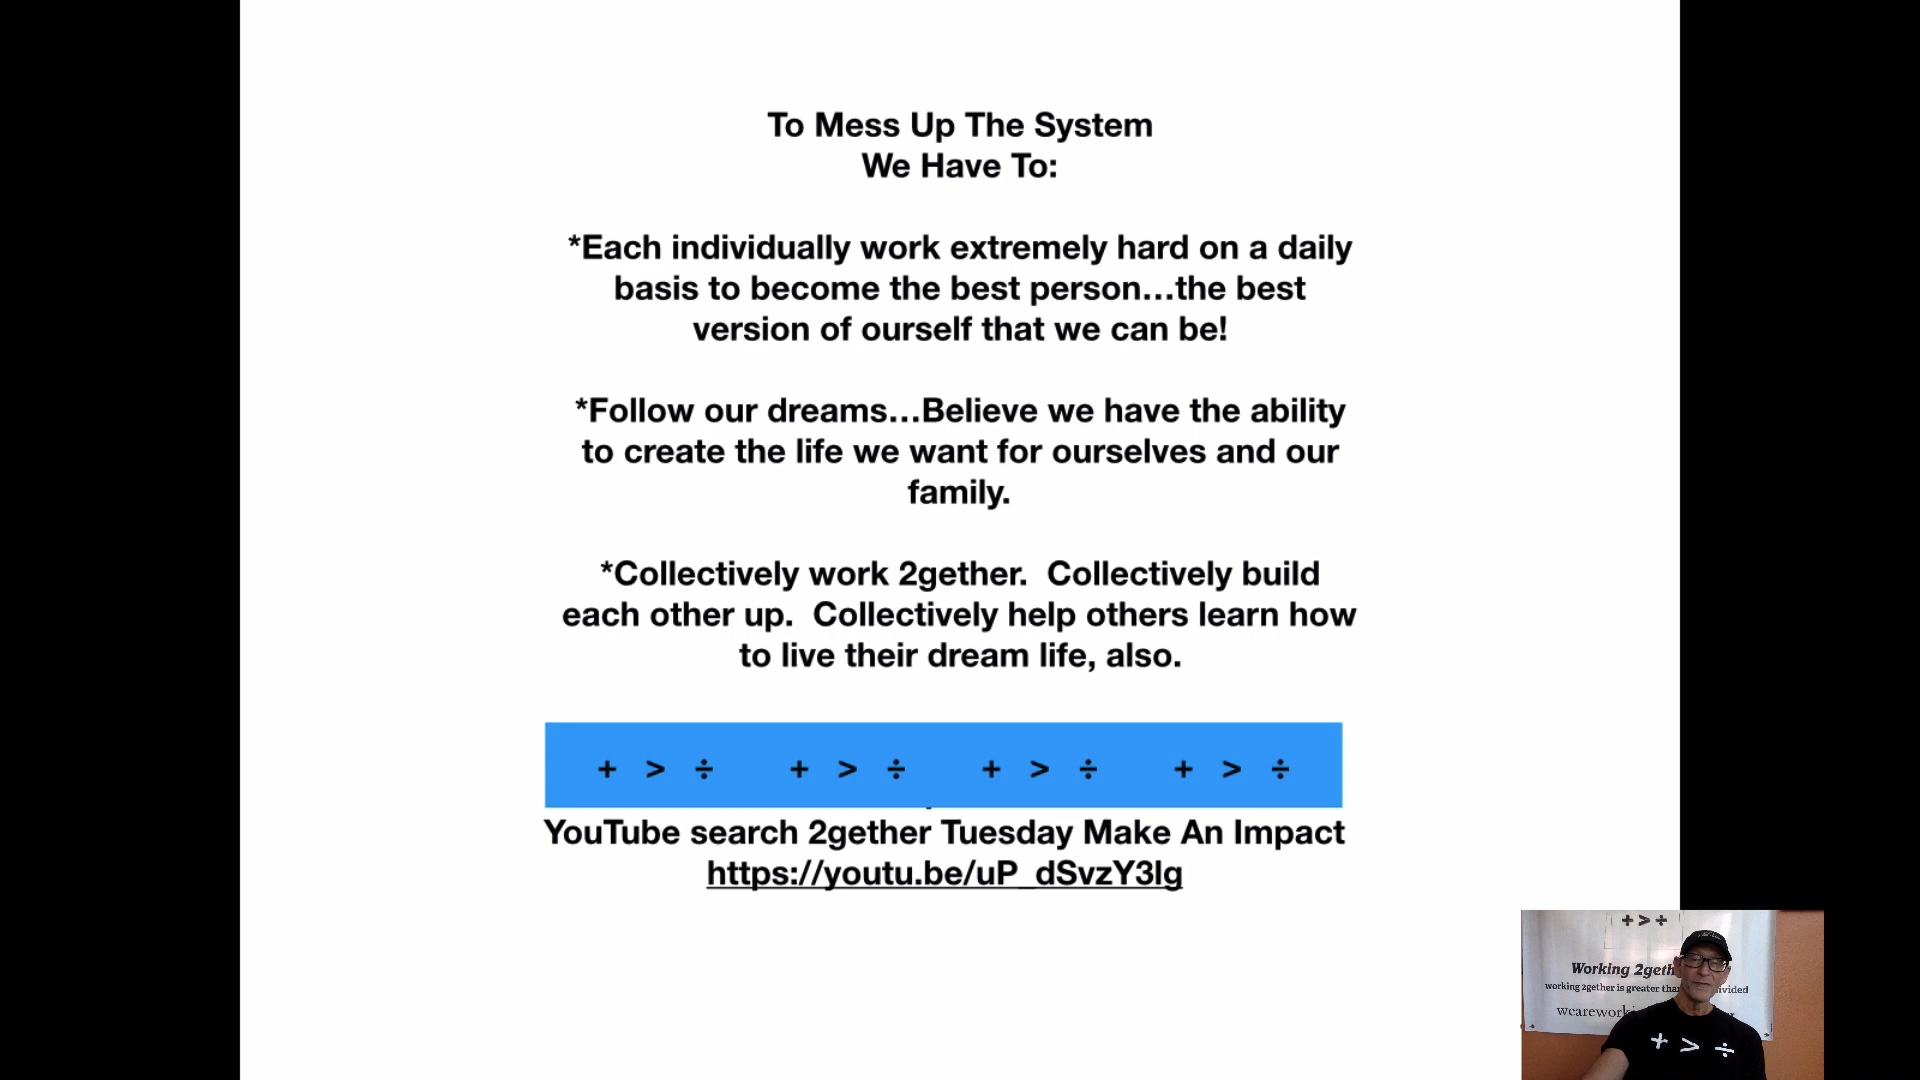 To Mess Up The System
We Have To:
*Each individually work extremely hard on a daily
basis to become the best person...the best
version of ourself that we can be!
*Follow our dreams...Believe we have the ability
to create the life we want for ourselves and our
family.
*Collectively work 2gether.  Collectively build
each other up.  Collectively help others learn how
to live their dream life, also.
+ > ÷ + > ÷ + > ÷ + > ÷
YouTube search 2gether Tuesday Make An Impact
https://youtu.be/uP_dSvzY3lg
+ > ÷
Working
working 2gether is greater
+ > ÷